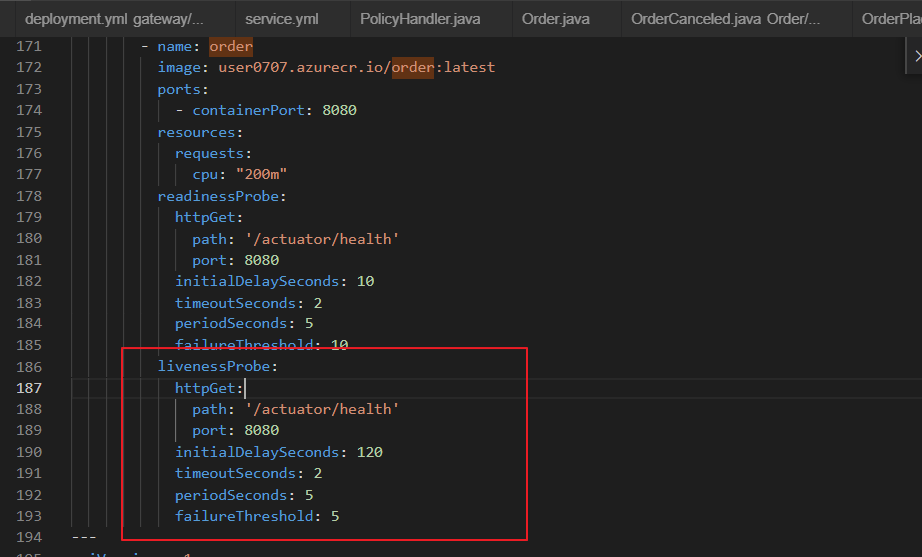 deployment.yml gateway/... service.yml PolicyHandler.java Order.java OrderCanceled.java Order/... OrderPla
171 - name: order
172 image: user0707.azurecr.io/order:latest
173 ports:
174 - containerPort: 8080
175 resources:
176 requests:
177 cpu: "200m"
178 readinessProbe:
179 httpGet:
180 path: '/actuator/health'
181 port: 8080
182 initialDelaySeconds: 10
183 timeoutSeconds: 2
184 periodSeconds: 5
185 failureThreshold: 10
186 livenessProbe:
187 httpGet:
188 path: '/actuator/health'
189 port: 8080
190 initialDelaySeconds: 120
191 timeoutSeconds: 2
192 periodSeconds: 5
193 failureThreshold: 5
194 ---